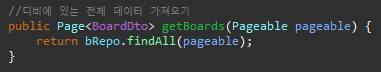 //디비에 있는 전체 데이터 가져오기
public Page<BoardDto> getBoards(Pageable pageable) {
    return bRepo.findAll(pageable);
}